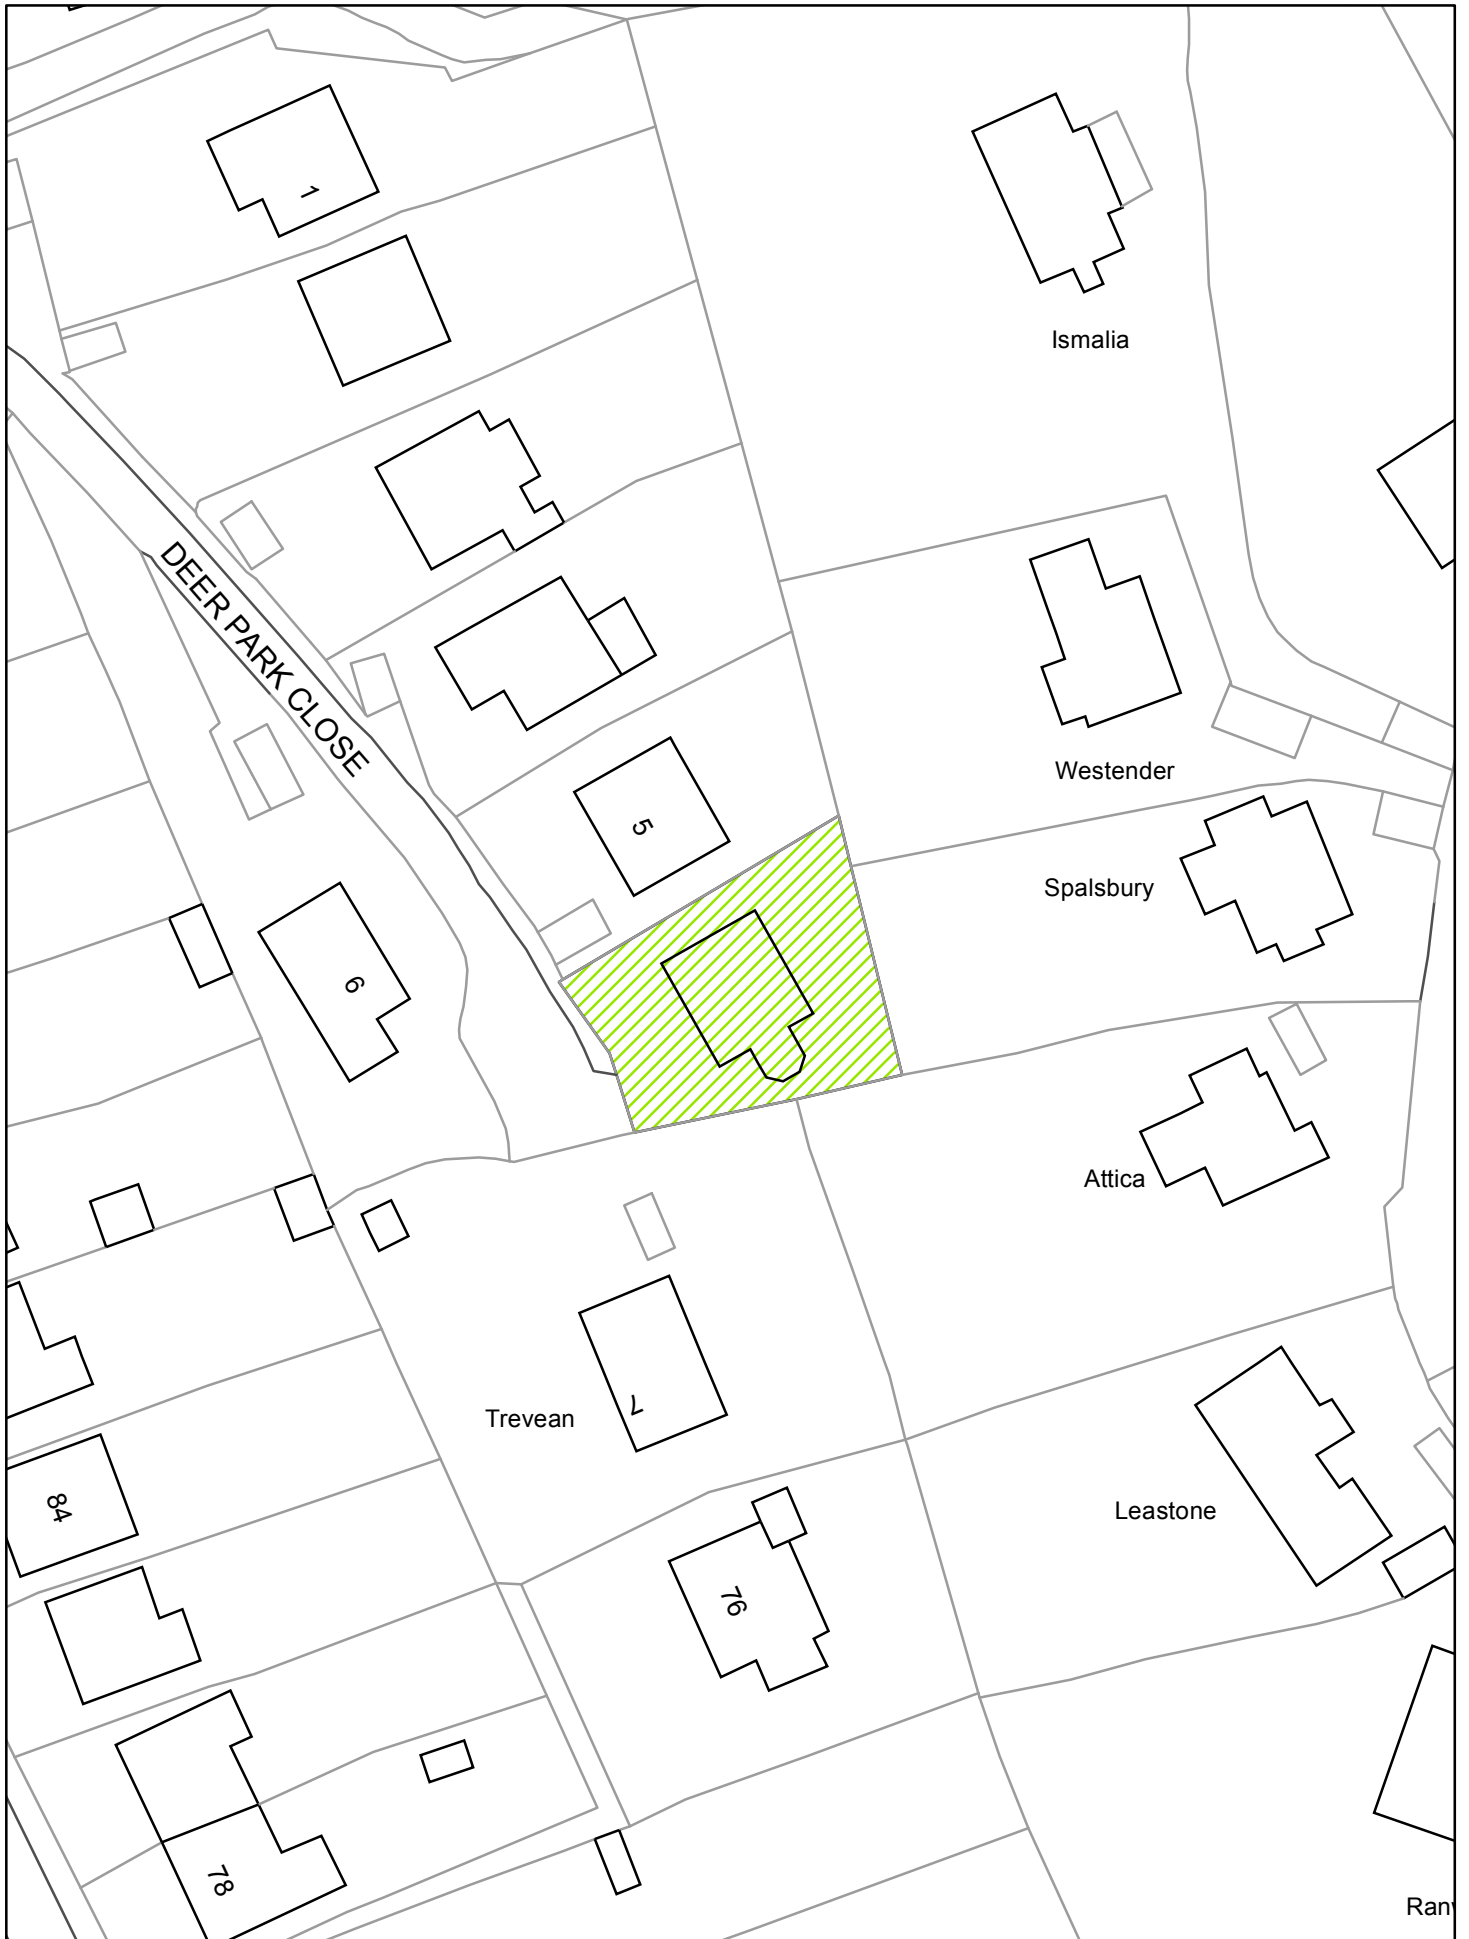 1
Ismalia
DEER PARK CLOSE
Westender
5
Spalsbury
6
Attica
Trevean
7
84
Leastone
76
78